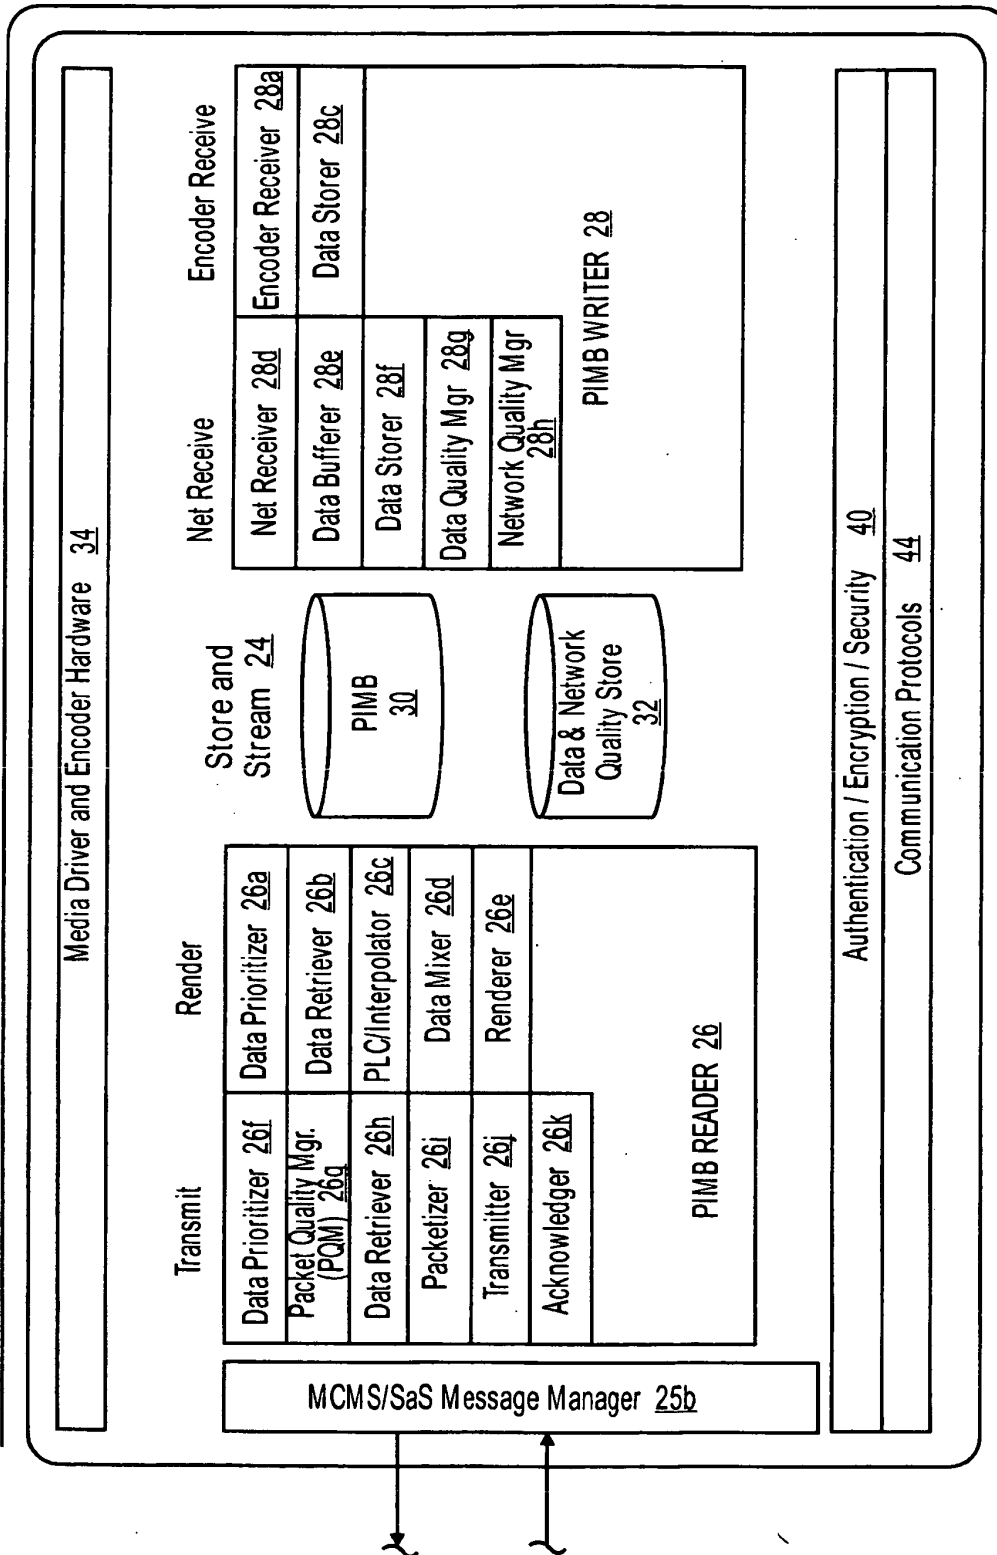 Media Driver and Encoder Hardware 34
MCMS/SaS Message Manager 25b
Transmit
Data Prioritizer 26f
Packet Quality Mgr.
(PQM) 26g
Data Retriever 26h
Packetizer 26i
Transmitter 26j
Acknowledger 26k
Render
Data Prioritizer 26a
Data Retriever 26b
PLC/Interpolator 26c
Data Mixer 26d
Renderer 26e
PIMB READER 26
Store and
Stream 24
PIMB
30
Data & Network
Quality Store
32
Net Receive
Net Receiver 28d
Data Bufferer 28e
Data Storer 28f
Data Quality Mgr 28g
Network Quality Mgr
28h
Encoder Receive
Encoder Receiver 28a
Data Storer 28c
PIMB WRITER 28
Authentication / Encryption / Security 40
Communication Protocols 44